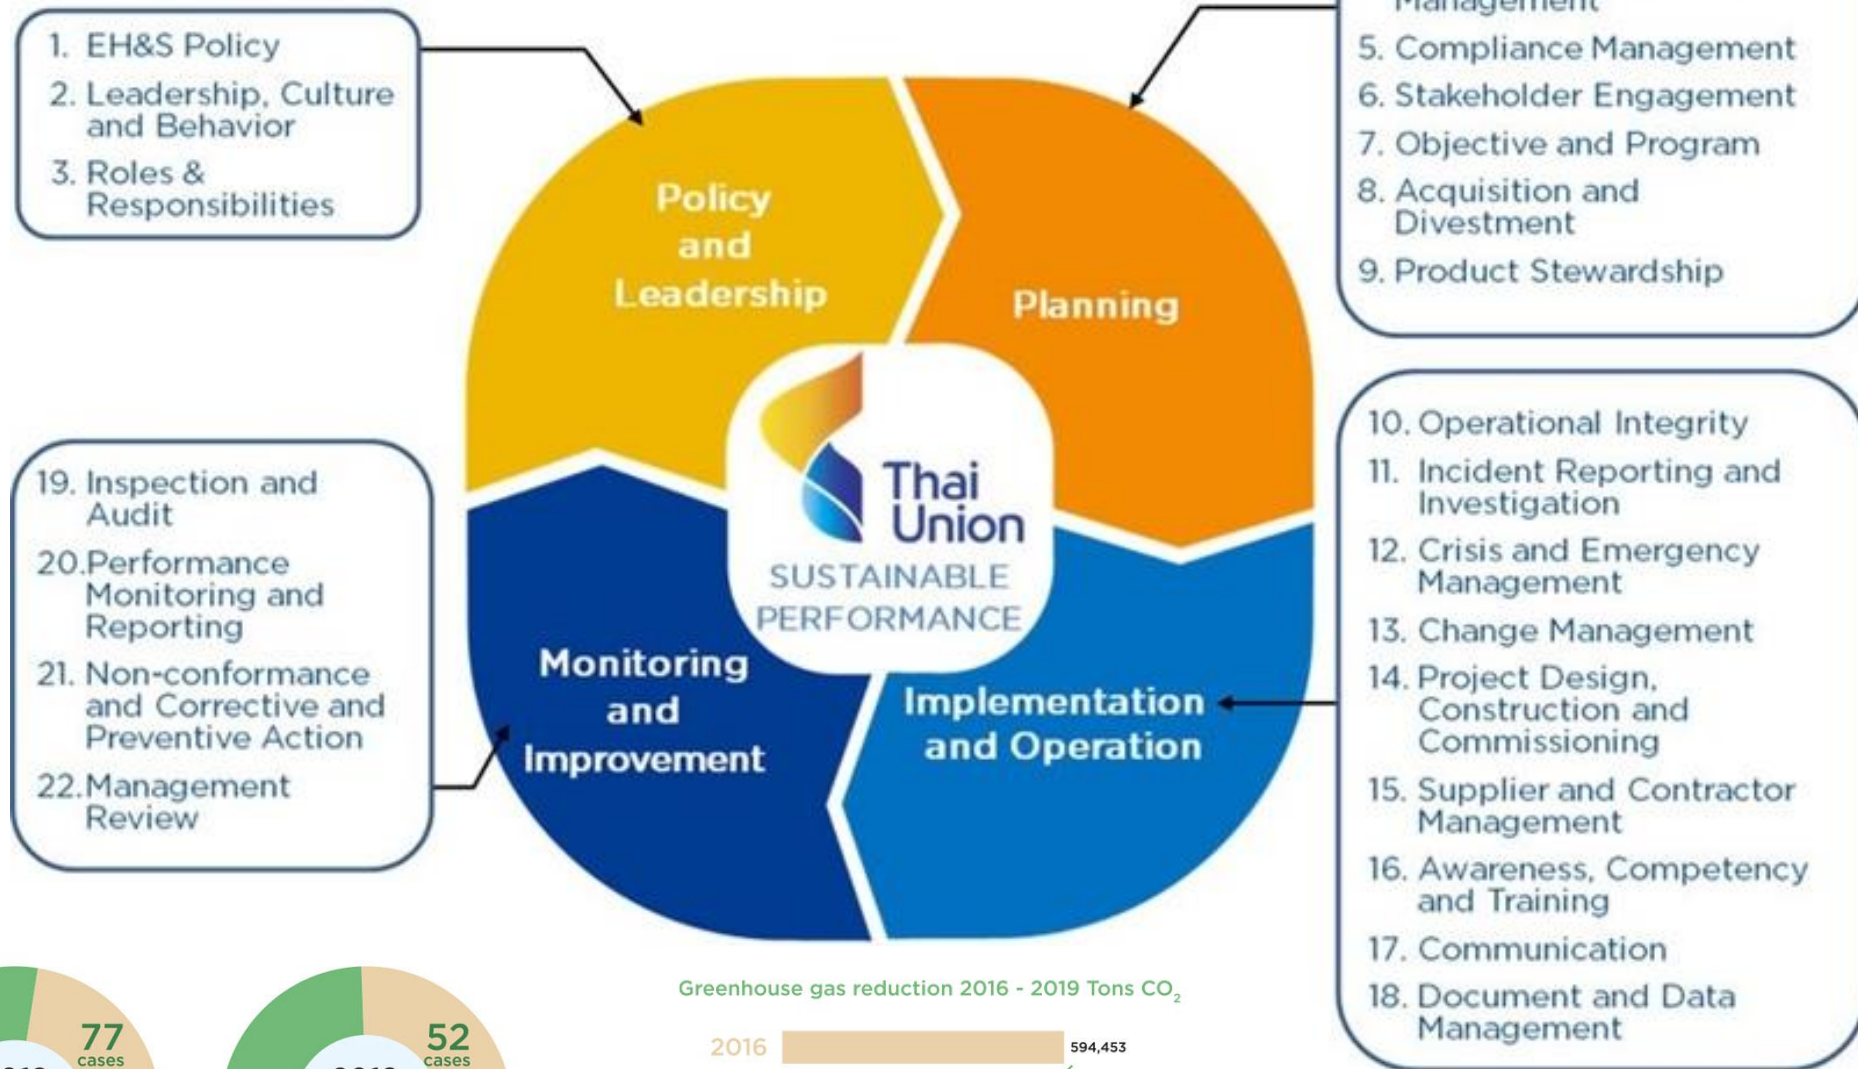 1. EH&S Policy
2. Leadership, Culture
and Behavior
3. Roles &
Responsibilities
Management
5. Compliance Management
6. Stakeholder Engagement
7. Objective and Program
8. Acquisition and
Divestment
9. Product Stewardship
Policy
and
Leadership
Planning
Thai
Union
SUSTAINABLE
PERFORMANCE
Monitoring
and
Improvement
Implementation
and Operation
19. Inspection and
Audit
20.Performance
Monitoring and
Reporting
21. Non-conformance
and Corrective and
Preventive Action
22.Management
Review
10. Operational Integrity
11. Incident Reporting and
Investigation
12. Crisis and Emergency
Management
13. Change Management
14. Project Design,
Construction and
Commissioning
15. Supplier and Contractor
Management
16. Awareness, Competency
and Training
17. Communication
18. Document and Data
Management
77
cases
52
cases
Greenhouse gas reduction 2016 - 2019 Tons CO₂
2016
594,453